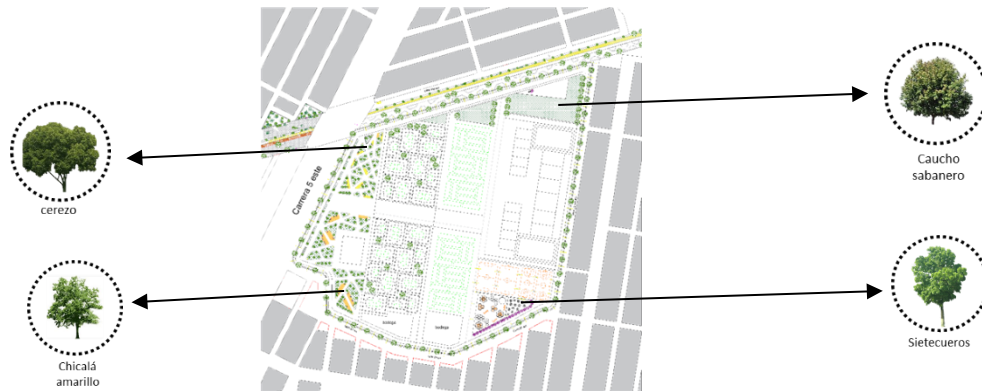 cerezo
Chicalá
amarillo
Carrera 5 este
Caucho
sabanero
Sietecueros